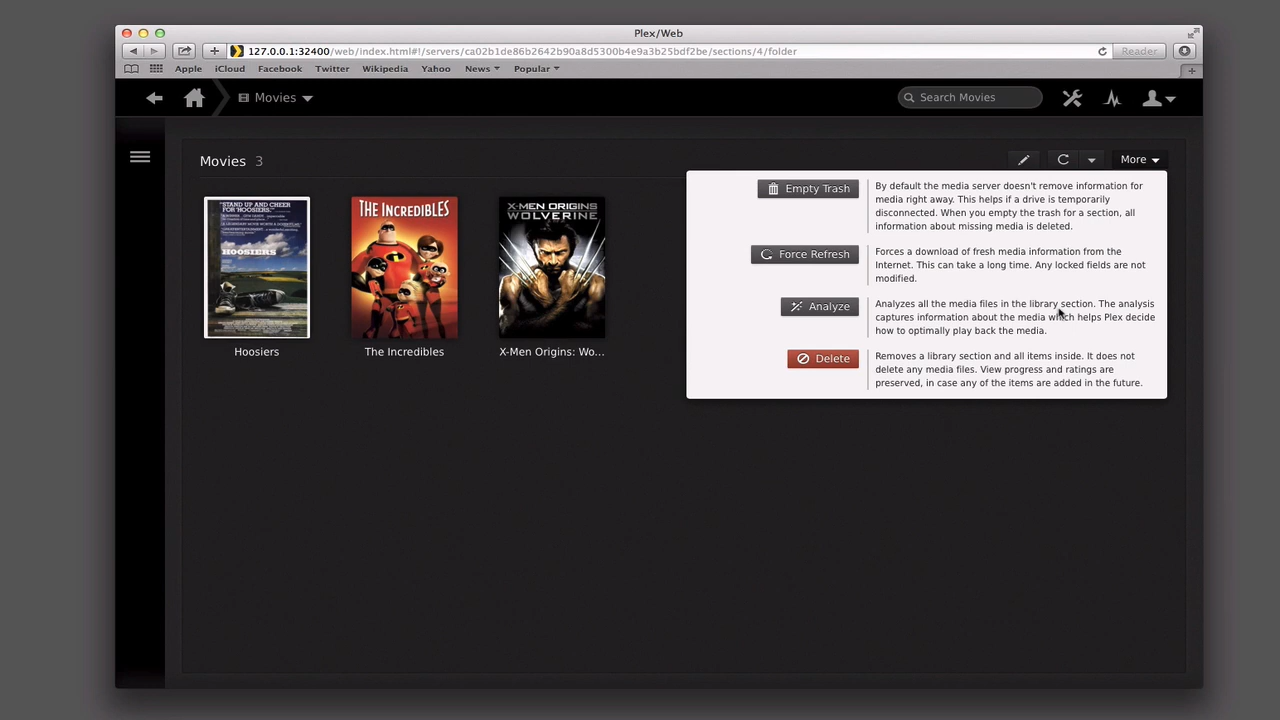 Plex/Web
127.0.0.1:32400/web/index.html#!/servers/ca02b1de86b2642b90a8d5300b4e9a3b25bdf2be/sections/4/folder
Reader
Apple iCloud Facebook Twitter Wikipedia Yahoo News Popular
Movies
Search Movies
Movies 3
More
STAND UP AND CHEER
FOR HOOSIERS.
HOOSIERS
THE INCREDIBLES
X-MEN ORIGINS
WOLVERINE
Hoosiers
The Incredibles
X-Men Origins: Wo...
Empty Trash
By default the media server doesn't remove information for
media right away. This helps if a drive is temporarily
disconnected. When you empty the trash for a section, all
information about missing media is deleted.
Force Refresh
Forces a download of fresh media information from the
Internet. This can take a long time. Any locked fields are not
modified.
Analyze
Analyzes all the media files in the library section. The analysis
captures information about the media which helps Plex decide
how to optimally play back the media.
Delete
Removes a library section and all items inside. It does not
delete any media files. View progress and ratings are
preserved, in case any of the items are added in the future.